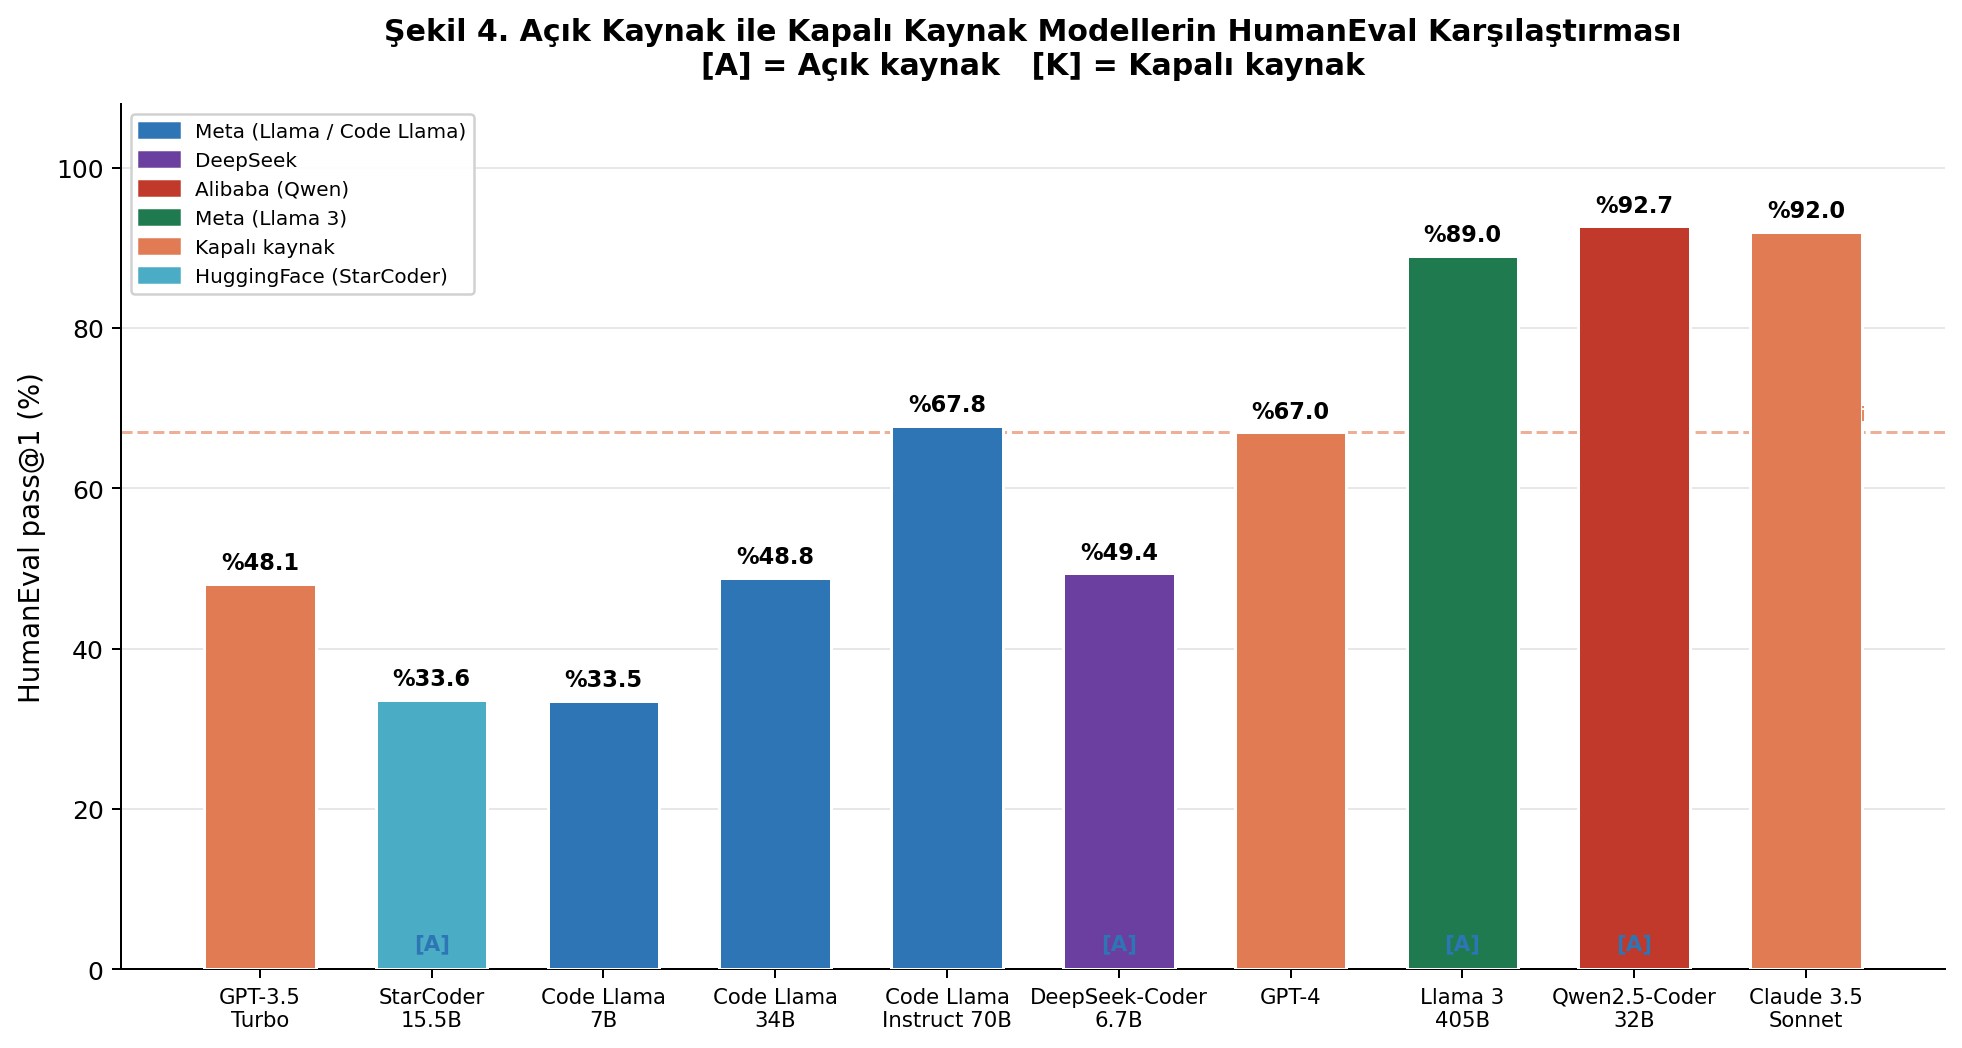 Şekil 4. Açık Kaynak ile Kapalı Kaynak Modellerin HumanEval Karşılaştırması
[A] = Açık kaynak   [K] = Kapalı kaynak
Meta (Llama / Code Llama)
DeepSeek
Alibaba (Qwen)
Meta (Llama 3)
Kapalı kaynak
HuggingFace (StarCoder)
HumanEval pass@1 (%)
100
80
60
40
20
0
%48.1
%33.6
%33.5
%48.8
%67.8
%49.4
%67.0
%89.0
%92.7
%92.0
[A]
[A]
[A]
[A]
GPT-3.5
Turbo
StarCoder
15.5B
Code Llama
7B
Code Llama
34B
Code Llama
Instruct 70B
DeepSeek-Coder
6.7B
GPT-4
Llama 3
405B
Qwen2.5-Coder
32B
Claude 3.5
Sonnet